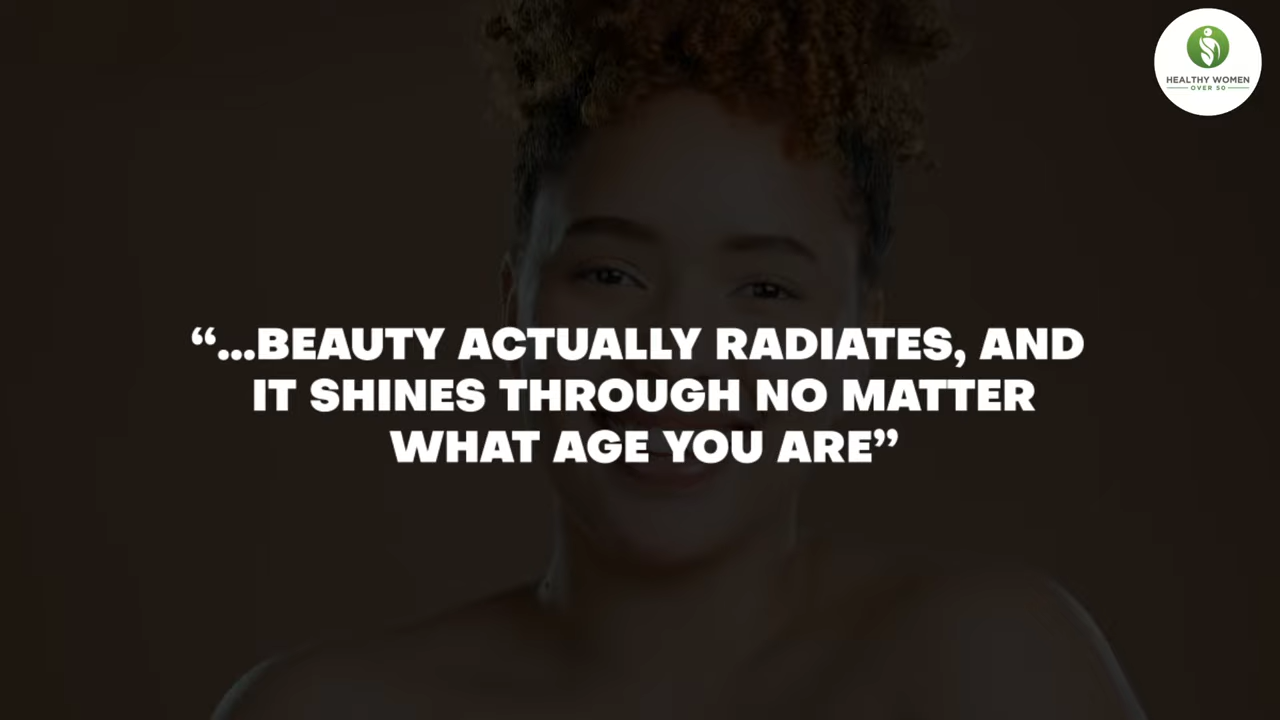 HEALTHY WOMEN
OVER 50
“...BEAUTY ACTUALLY RADIATES, AND
IT SHINES THROUGH NO MATTER
WHAT AGE YOU ARE”